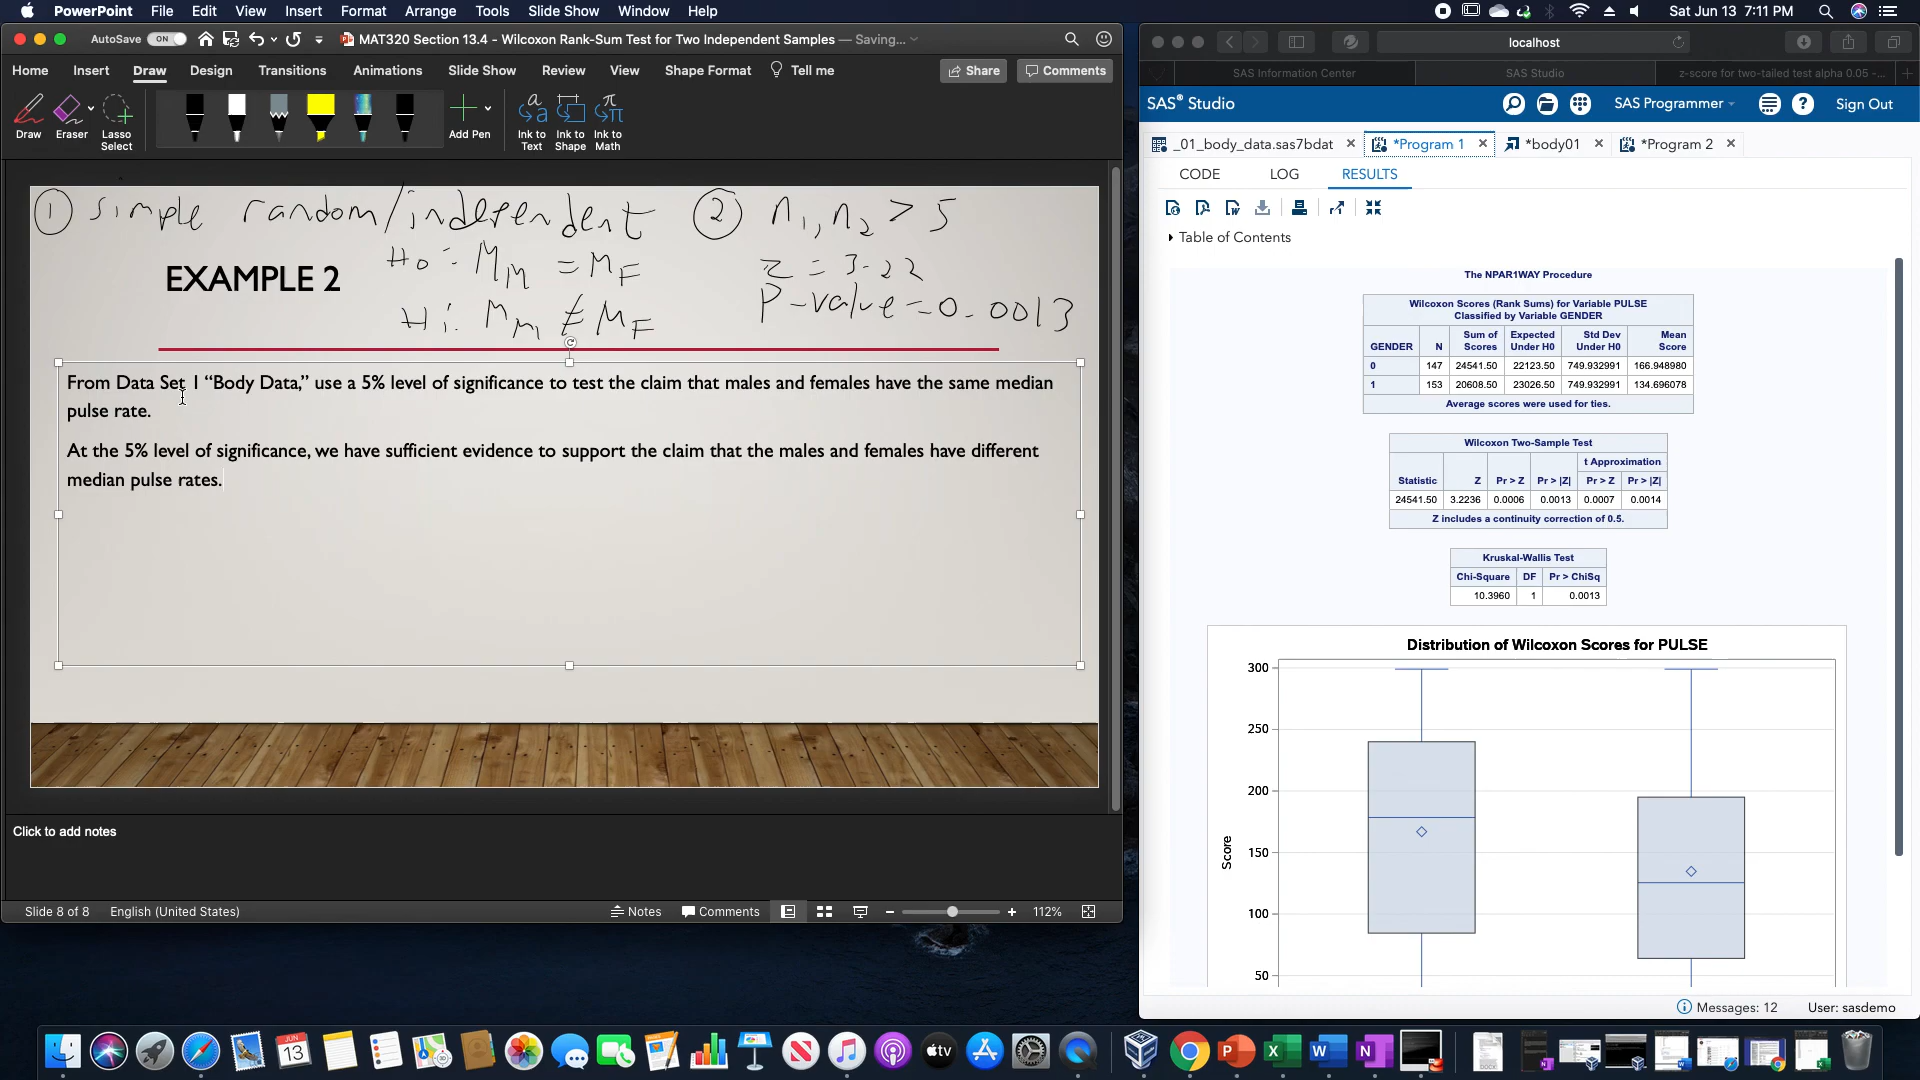 PowerPoint File Edit View Insert Format Arrange Tools Slide Show Window Help
Sat Jun 13 7:11 PM
AutoSave ON
MAT320 Section 13.4 - Wilcoxon Rank-Sum Test for Two Independent Samples — Saving...
Home Insert Draw Design Transitions Animations Slide Show Review View Shape Format Tell me
Share Comments
Draw Eraser Lasso Select Add Pen Ink to Text Ink to Shape Ink to Math
① simple random/independent ② n1, n2 > 5
H0: MM = MF z = 3.22
EXAMPLE 2
Hi: MM ≠ MF P-value = 0.0013
From Data Set 1 “Body Data,” use a 5% level of significance to test the claim that males and females have the same median
pulse rate.
At the 5% level of significance, we have sufficient evidence to support the claim that the males and females have different
median pulse rates.
Click to add notes
Slide 8 of 8 English (United States) Notes Comments 112%
localhost
SAS Information Center SAS Studio z-score for two-tailed test alpha 0.05 -...
SAS® Studio SAS Programmer Sign Out
_01_body_data.sas7bdat *Program 1 *body01 *Program 2
CODE LOG RESULTS
Table of Contents
The NPAR1WAY Procedure
Wilcoxon Scores (Rank Sums) for Variable PULSE
Classified by Variable GENDER
GENDER N Sum of Scores Expected Under H0 Std Dev Under H0 Mean Score
0 147 24541.50 22123.50 749.932991 166.948980
1 153 20608.50 23026.50 749.932991 134.696078
Average scores were used for ties.
Wilcoxon Two-Sample Test
t Approximation
Statistic Z Pr > Z Pr > |Z| Pr > Z Pr > |Z|
24541.50 3.2236 0.0006 0.0013 0.0007 0.0014
Z includes a continuity correction of 0.5.
Kruskal-Wallis Test
Chi-Square DF Pr > ChiSq
10.3960 1 0.0013
Distribution of Wilcoxon Scores for PULSE
300
250
200
150
100
50
Score
Messages: 12 User: sasdemo
JUN
13
tv
P X W N
DOCX